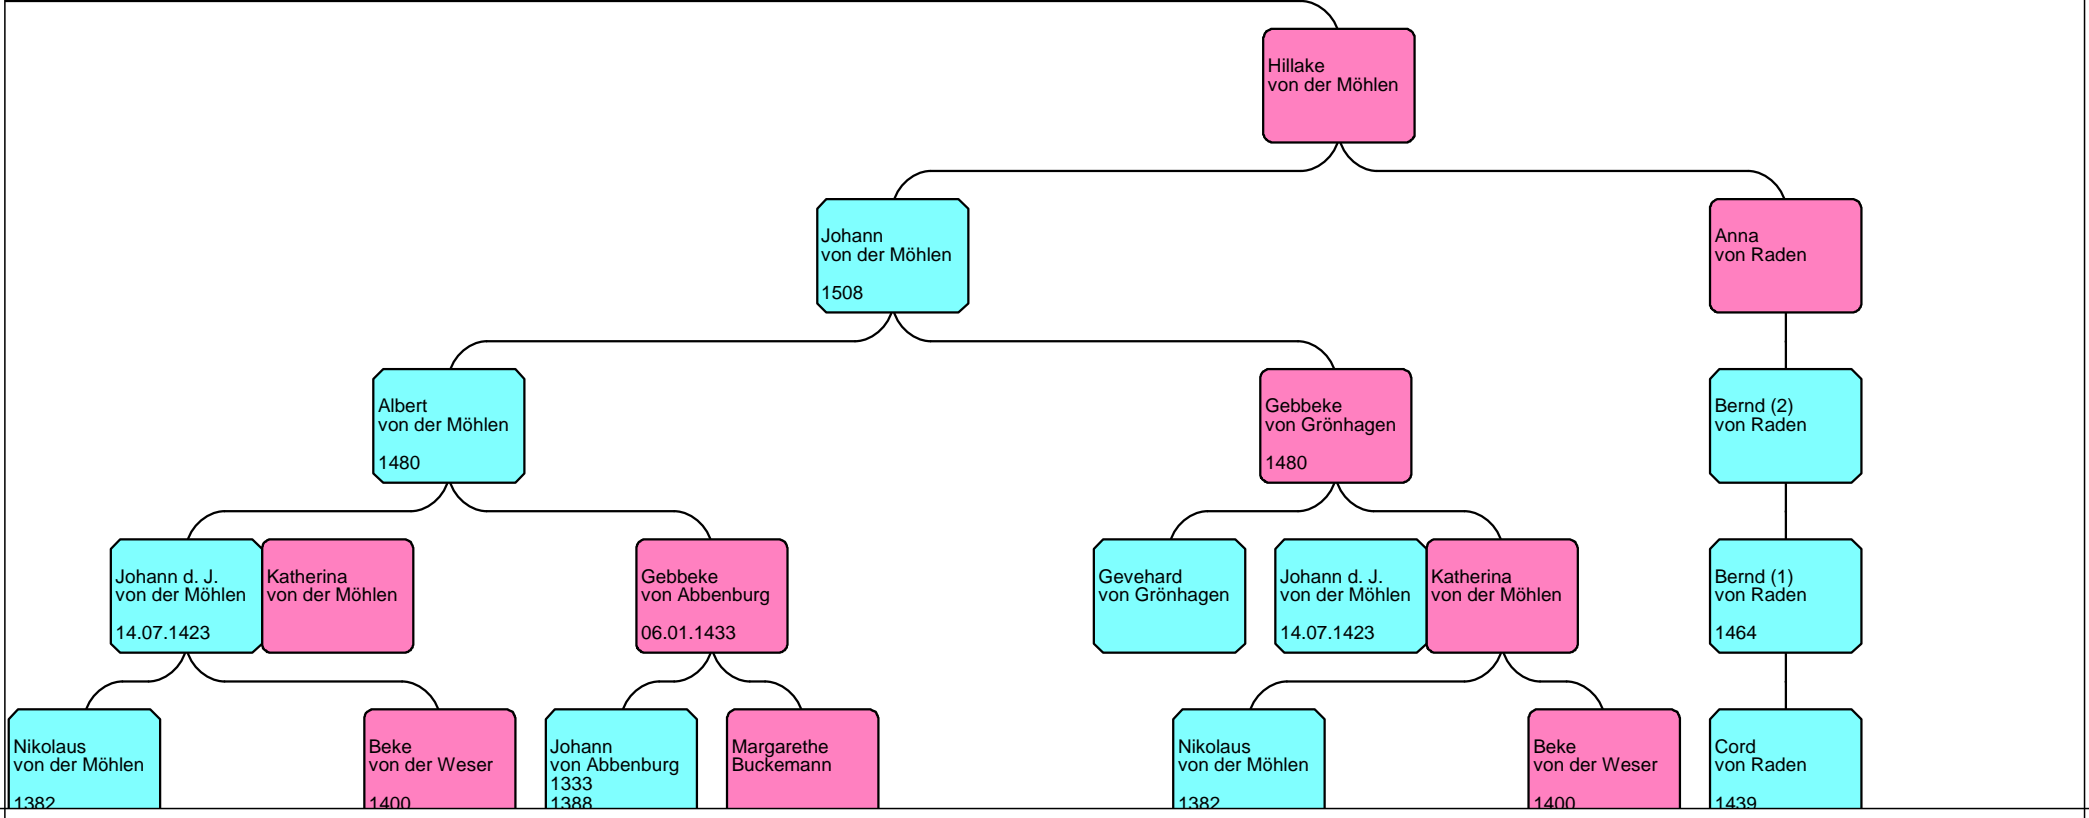 Hillake
von der Möhlen
Johann
von der Möhlen
1508
Anna
von Raden
Albert
von der Möhlen
1480
Gebbeke
von Grönhagen
1480
Bernd (2)
von Raden
Johann d. J.
von der Möhlen
14.07.1423
Katherina
von der Möhlen
Gebbeke
von Abbenburg
06.01.1433
Gevehard
von Grönhagen
Johann d. J.
von der Möhlen
14.07.1423
Katherina
von der Möhlen
Bernd (1)
von Raden
1464
Nikolaus
von der Möhlen
1382
Beke
von der Weser
1400
Johann
von Abbenburg
1333
1388
Margarethe
Buckemann
Nikolaus
von der Möhlen
1382
Beke
von der Weser
1400
Cord
von Raden
1439